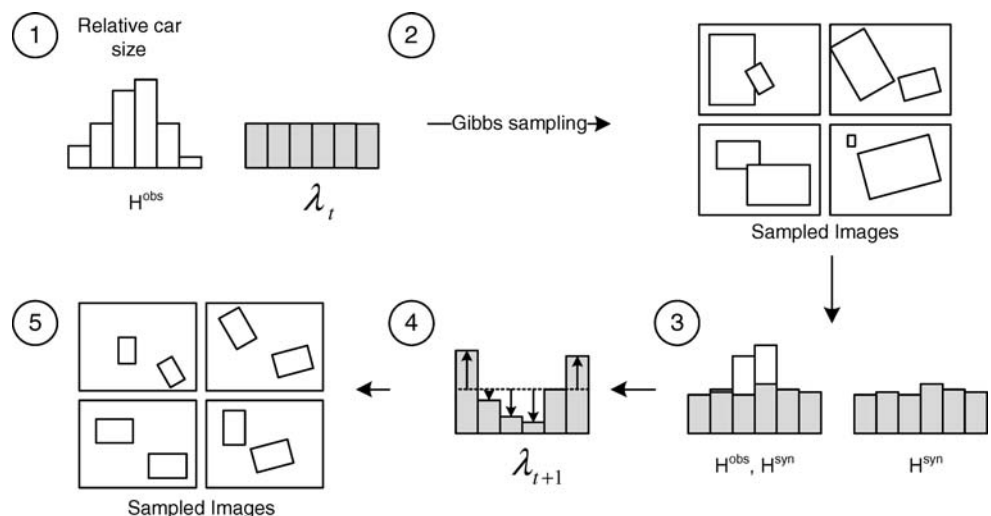 1
Relative car
size
H^obs
λ_t
2
Gibbs sampling
Sampled Images
3
H^obs, H^syn
H^syn
4
λ_t+1
5
Sampled Images